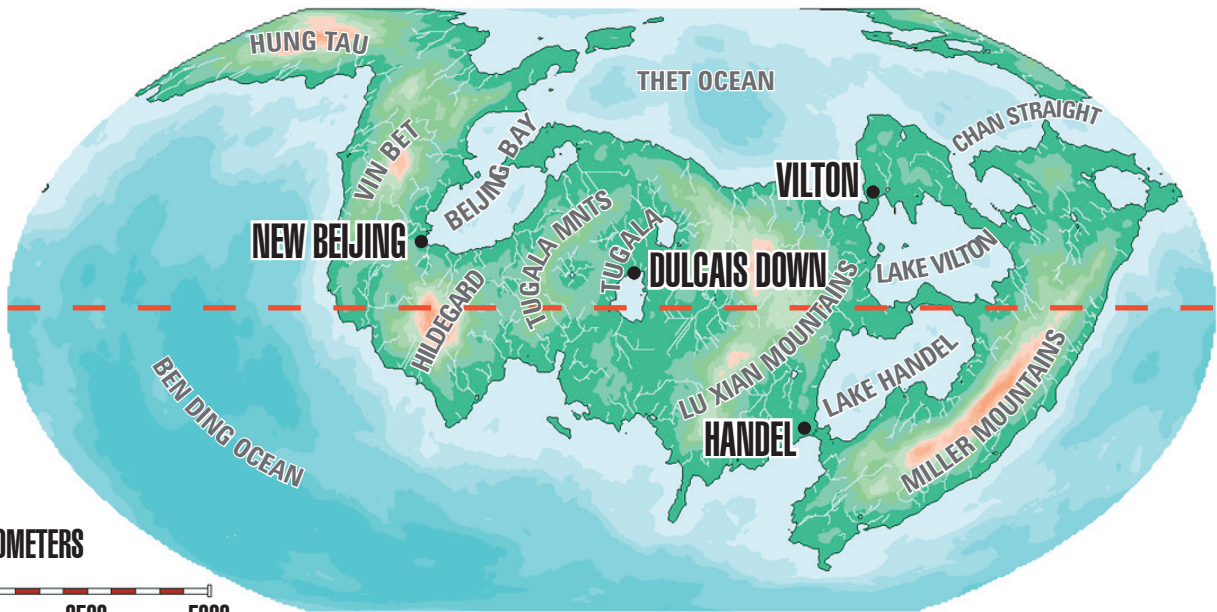 HUNG TAU
THET OCEAN
CHAN STRAIGHT
VIN BET
BEIJING BAY
VILTON
NEW BEIJING
TUGALA MNTS
TUGALA
DULCAIS DOWN
LAKE VILTON
HILDEGARD
LU XIAN MOUNTAINS
LAKE HANDEL
BEN DING OCEAN
HANDEL
MILLER MOUNTAINS